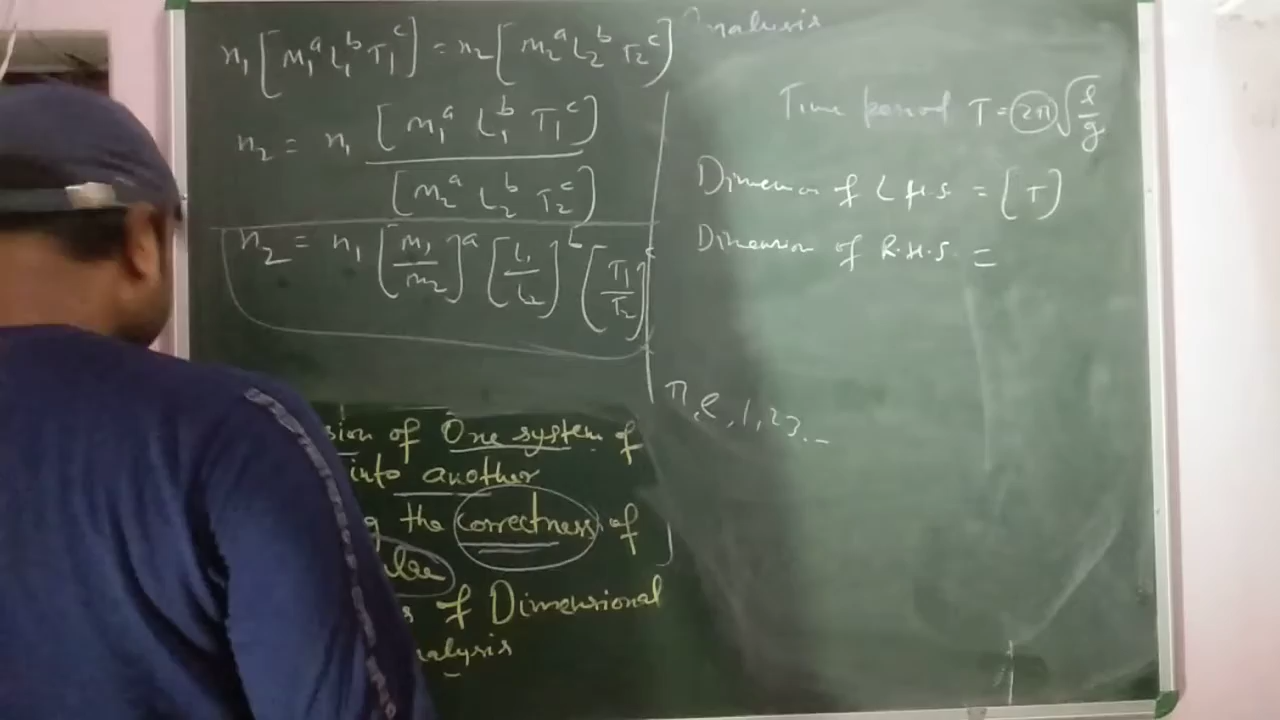 n₁[M₁ᵃ L₁ᵇ T₁ᶜ] = n₂[M₂ᵃ L₂ᵇ T₂ᶜ]
n₂ = n₁ [M₁ᵃ L₁ᵇ T₁ᶜ] / [M₂ᵃ L₂ᵇ T₂ᶜ]
n₂ = n₁ [M₁/M₂]ᵃ [L₁/L₂]ᵇ [T₁/T₂]ᶜ
sion of One system of
into another
g the correctness of
s of Dimensional
alysis
nalysis
Time period T = 2π√(l/g)
Dimension of L.H.S = [T]
Dimension of R.H.S. =
π, e, 1, 2 3 ...